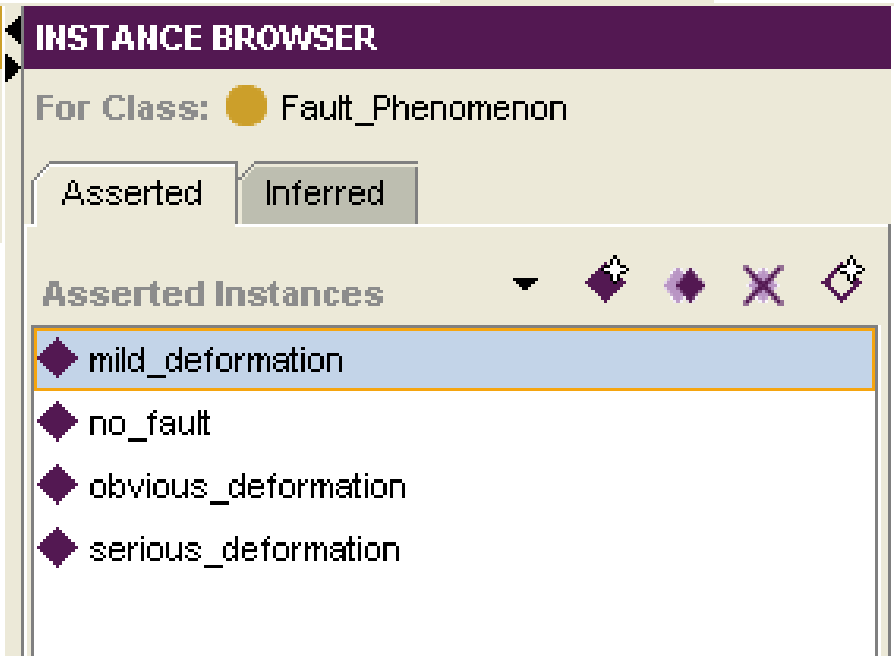 INSTANCE BROWSER
For Class: Fault_Phenomenon
Asserted Inferred
Asserted Instances
mild_deformation
no_fault
obvious_deformation
serious_deformation